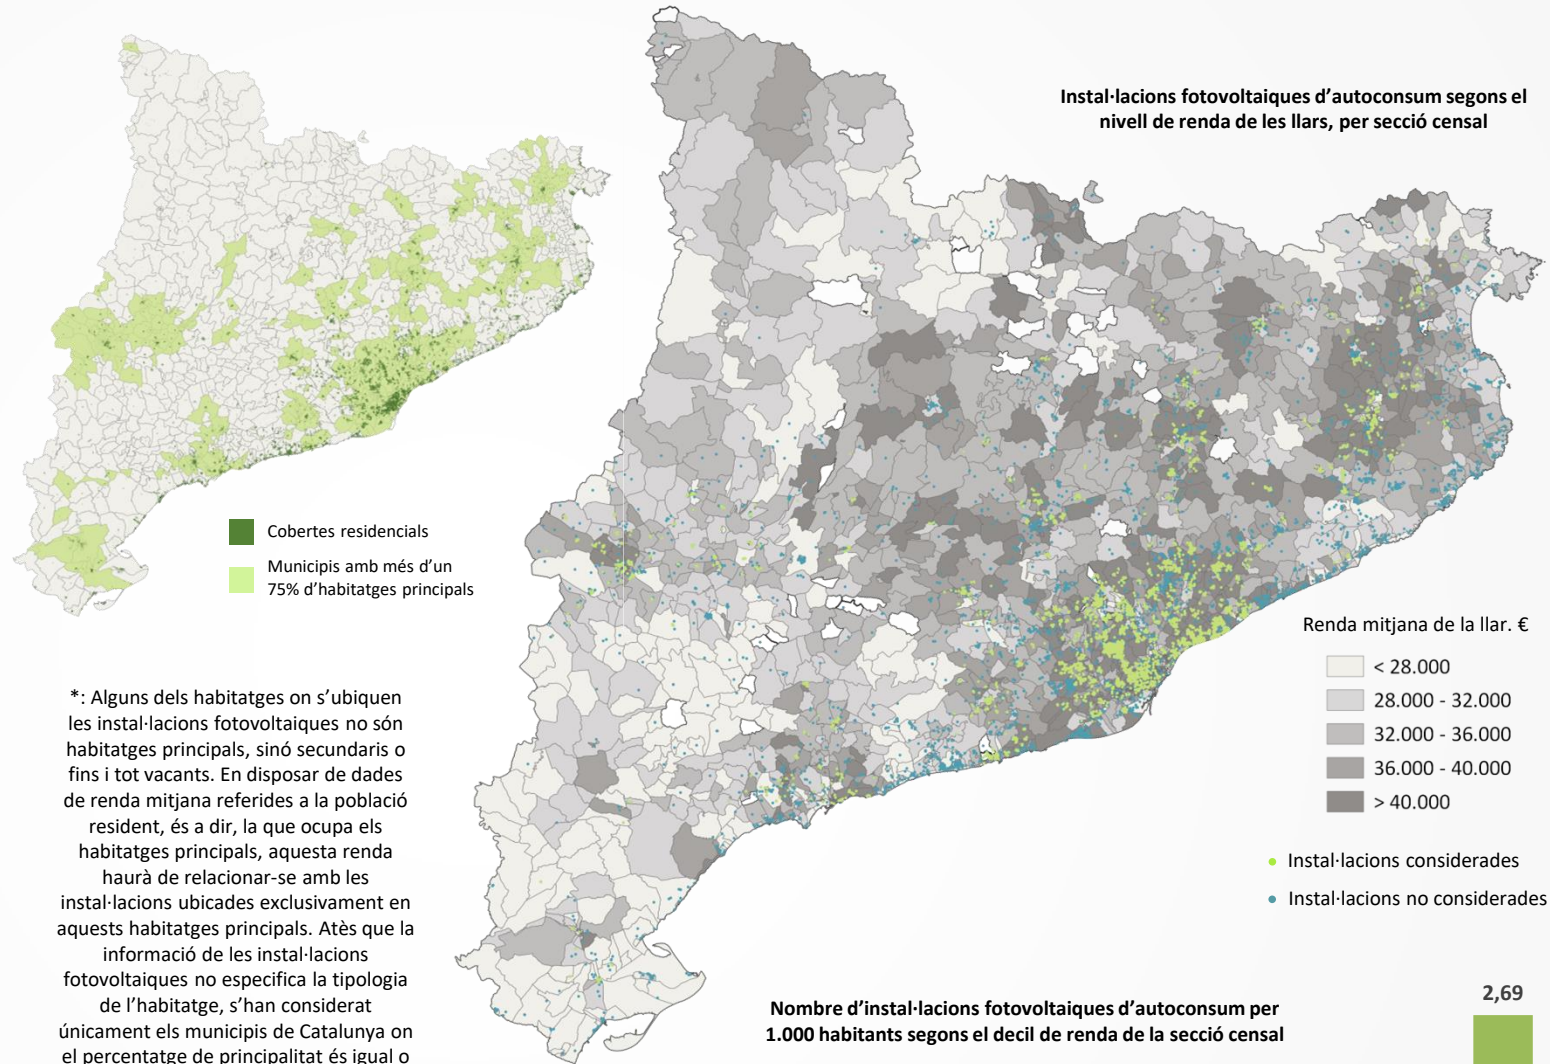 Instal·lacions fotovoltaiques d'autoconsum segons el
nivell de renda de les llars, per secció censal
Cobertes residencials
Municipis amb més d'un
75% d'habitatges principals
*: Alguns dels habitatges on s'ubiquen
les instal·lacions fotovoltaiques no són
habitatges principals, sinó secundaris o
fins i tot vacants. En disposar de dades
de renda mitjana referides a la població
resident, és a dir, la que ocupa els
habitatges principals, aquesta renda
haurà de relacionar-se amb les
instal·lacions ubicades exclusivament en
aquests habitatges principals. Atès que la
informació de les instal·lacions
fotovoltaiques no especifica la tipologia
de l'habitatge, s'han considerat
únicament els municipis de Catalunya on
el percentatge de principalitat és igual o
Renda mitjana de la llar. €
< 28.000
28.000 - 32.000
32.000 - 36.000
36.000 - 40.000
> 40.000
Instal·lacions considerades
Instal·lacions no considerades
Nombre d'instal·lacions fotovoltaiques d'autoconsum per
1.000 habitants segons el decil de renda de la secció censal
2,69